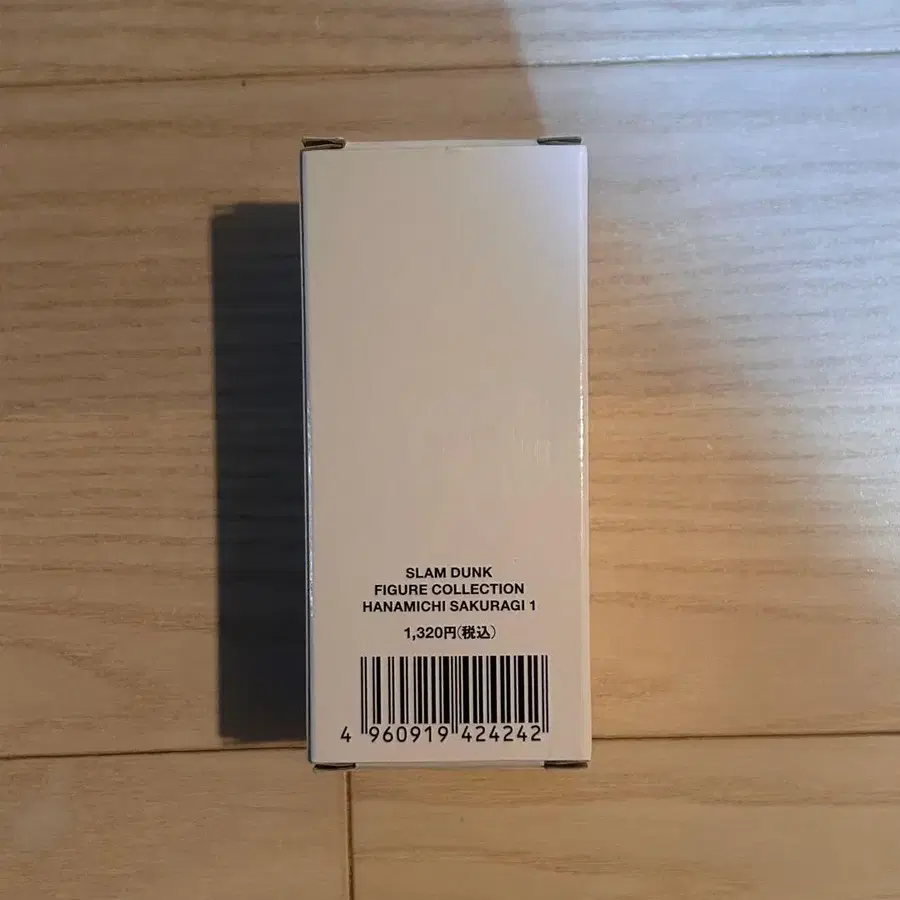 SLAM DUNK
FIGURE COLLECTION
HANAMICHI SAKURAGI 1
1,320円(税込)
4 960919 424242